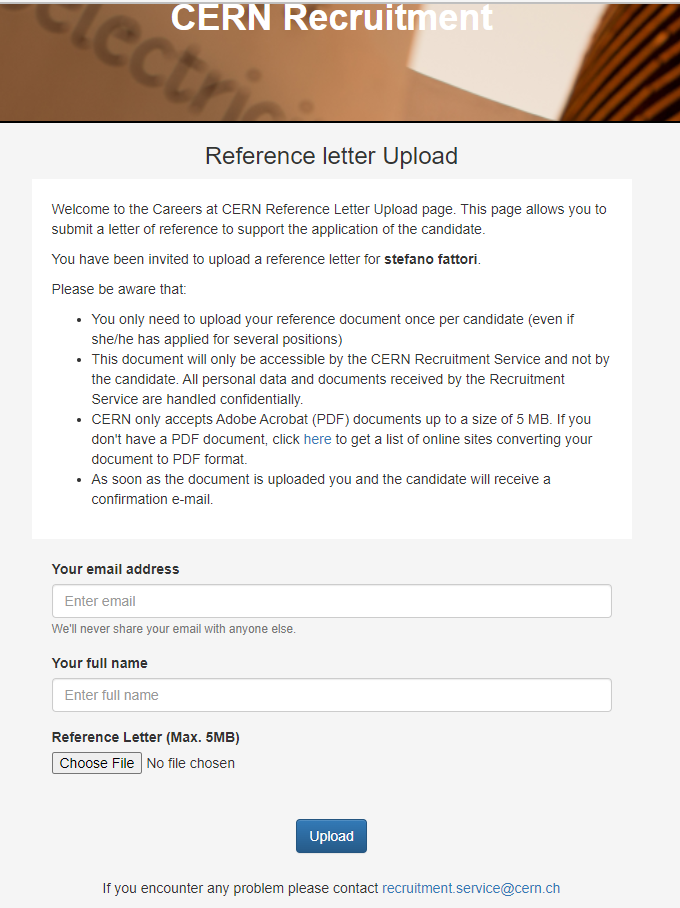 CERN Recruitment
electric
Reference letter Upload
Welcome to the Careers at CERN Reference Letter Upload page. This page allows you to
submit a letter of reference to support the application of the candidate.
You have been invited to upload a reference letter for stefano fattori.
Please be aware that:
• You only need to upload your reference document once per candidate (even if
she/he has applied for several positions)
• This document will only be accessible by the CERN Recruitment Service and not by
the candidate. All personal data and documents received by the Recruitment
Service are handled confidentially.
• CERN only accepts Adobe Acrobat (PDF) documents up to a size of 5 MB. If you
don't have a PDF document, click here to get a list of online sites converting your
document to PDF format.
• As soon as the document is uploaded you and the candidate will receive a
confirmation e-mail.
Your email address
Enter email
We'll never share your email with anyone else.
Your full name
Enter full name
Reference Letter (Max. 5MB)
Choose File No file chosen
Upload
If you encounter any problem please contact recruitment.service@cern.ch